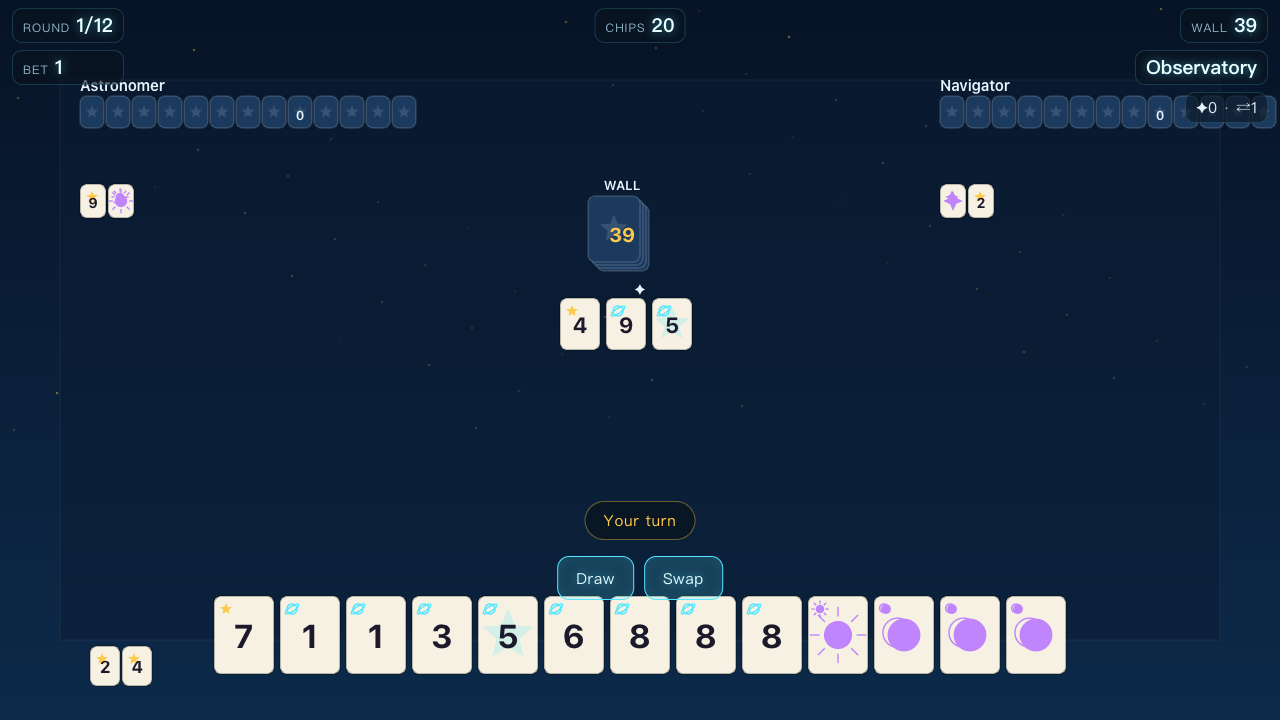 ROUND 1/12
CHIPS 20
WALL 39
BET 1
Observatory
Astronomer
Navigator
✦0 · ⇄1
0
0
9
2
WALL
39
✦
4 9 5
Your turn
Draw Swap
7 1 1 3 5 6 8 8 8
2 4